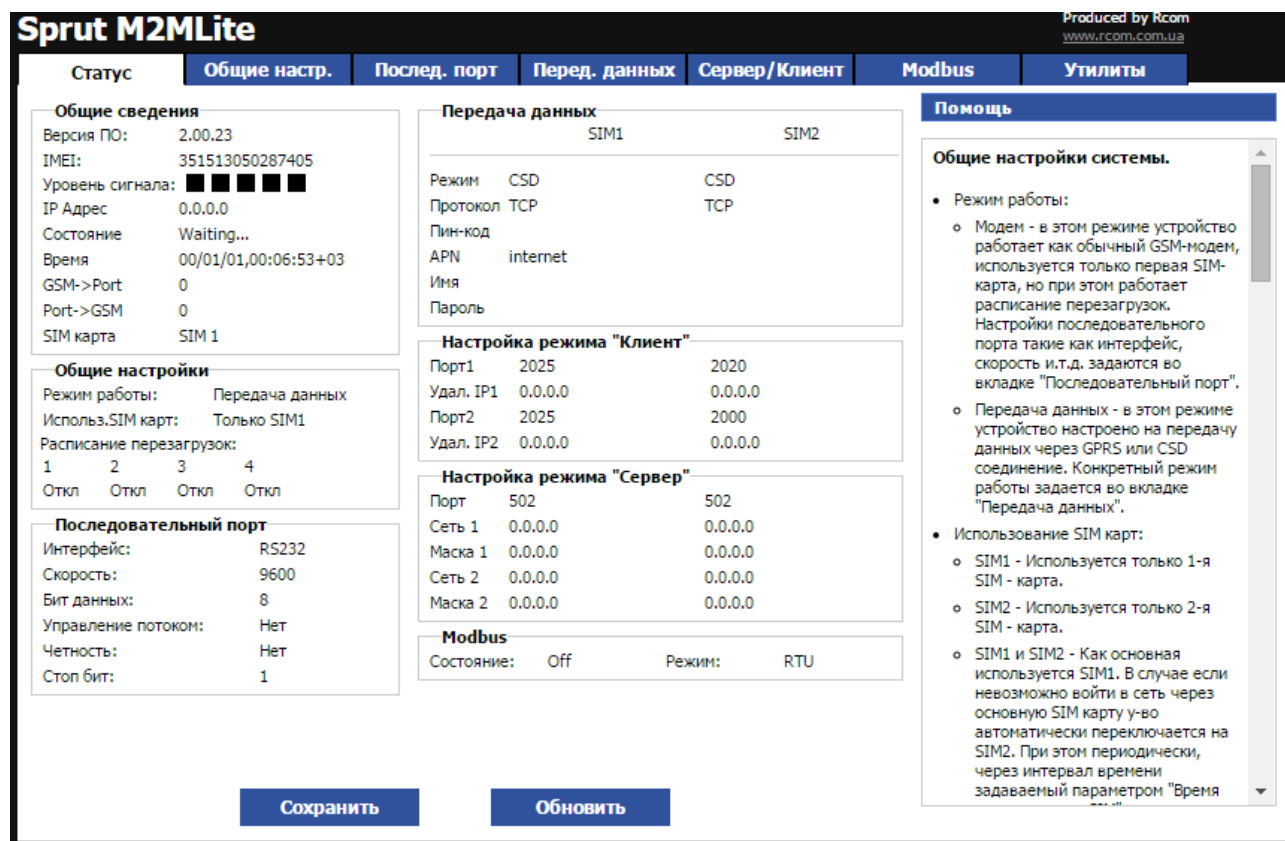 Sprut M2MLite
Produced by Rcom
www.rcom.com.ua
Статус Общие настр. Послед. порт Перед. данных Сервер/Клиент Modbus Утилиты
Общие сведения
Версия ПО: 2.00.23
IMEI: 351513050287405
Уровень сигнала:
IP Адрес 0.0.0.0
Состояние Waiting...
Время 00/01/01,00:06:53+03
GSM->Port 0
Port->GSM 0
SIM карта SIM 1
Общие настройки
Режим работы: Передача данных
Использ.SIM карт: Только SIM1
Расписание перезагрузок:
1 2 3 4
Откл Откл Откл Откл
Последовательный порт
Интерфейс: RS232
Скорость: 9600
Бит данных: 8
Управление потоком: Нет
Четность: Нет
Стоп бит: 1
Передача данных
SIM1 SIM2
Режим CSD CSD
Протокол TCP TCP
Пин-код
APN internet
Имя
Пароль
Настройка режима "Клиент"
Порт1 2025 2020
Удал. IP1 0.0.0.0 0.0.0.0
Порт2 2025 2000
Удал. IP2 0.0.0.0 0.0.0.0
Настройка режима "Сервер"
Порт 502 502
Сеть 1 0.0.0.0 0.0.0.0
Маска 1 0.0.0.0 0.0.0.0
Сеть 2 0.0.0.0 0.0.0.0
Маска 2 0.0.0.0 0.0.0.0
Modbus
Состояние: Off Режим: RTU
Сохранить Обновить
Помощь
Общие настройки системы.
• Режим работы:
Модем - в этом режиме устройство
работает как обычный GSM-модем,
используется только первая SIM-
карта, но при этом работает
расписание перезагрузок.
Настройки последовательного
порта такие как интерфейс,
скорость и.т.д. задаются во
вкладке "Последовательный порт".
Передача данных - в этом режиме
устройство настроено на передачу
данных через GPRS или CSD
соединение. Конкретный режим
работы задается во вкладке
"Передача данных".
• Использование SIM карт:
SIM1 - Используется только 1-я
SIM - карта.
SIM2 - Используется только 2-я
SIM - карта.
SIM1 и SIM2 - Как основная
используется SIM1. В случае если
невозможно войти в сеть через
основную SIM карту у-во
автоматически переключается на
SIM2. При этом периодически,
через интервал времени
задаваемый параметром "Время